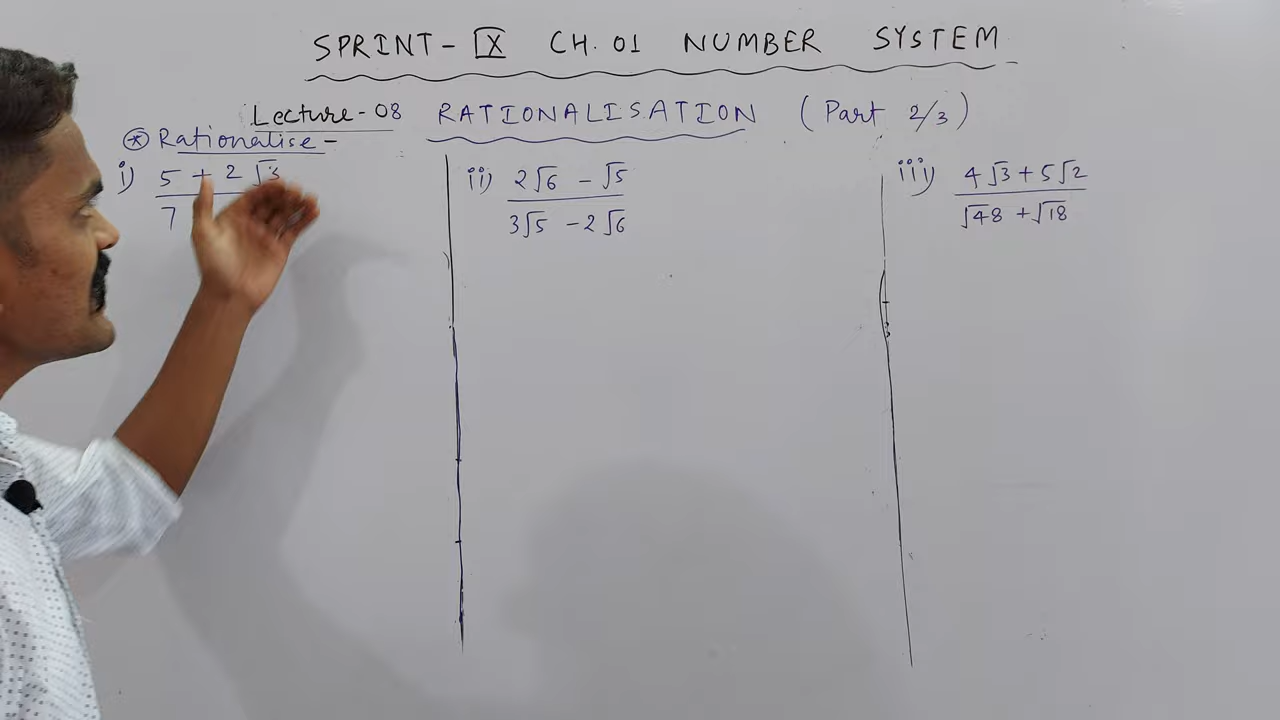 SPRINT- IX CH. 01 NUMBER SYSTEM
Lecture-08 RATIONALISATION (Part 2/3)
⊛ Rationalise -
i) 5 + 2√3
7
ii) 2√6 - √5
3√5 - 2√6
iii) 4√3 + 5√2
√48 + √18